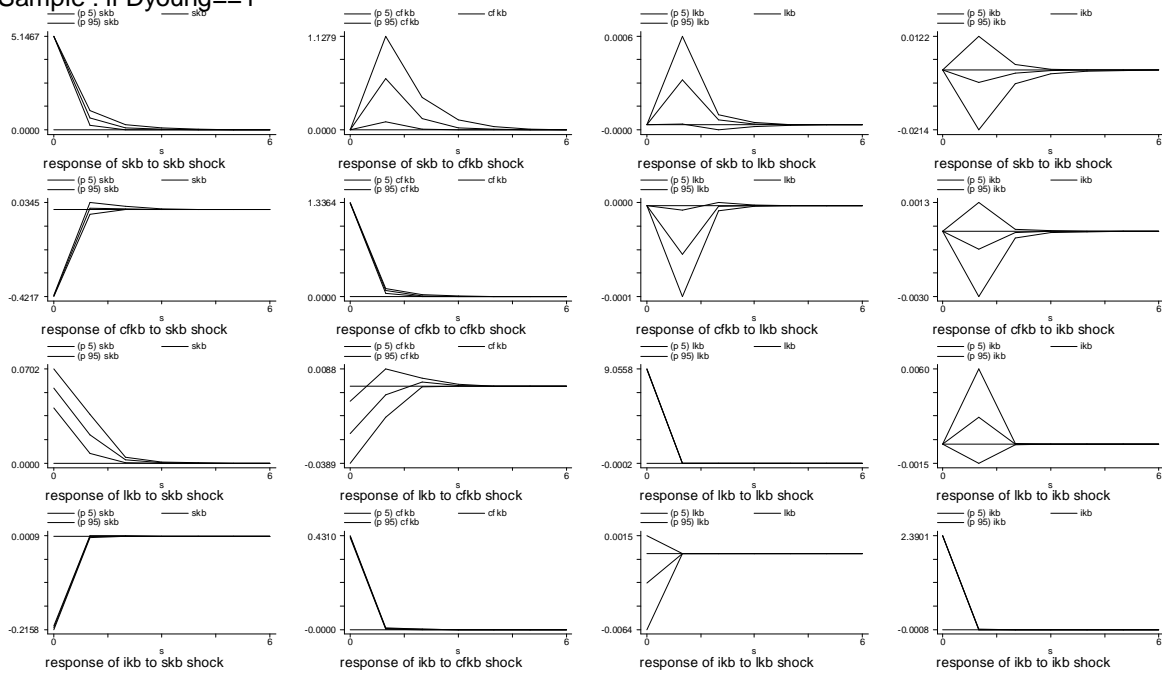 Sample : if Dyoung==1
(p 5) skb skb
(p 95) skb
5.1467
0.0000
0 s 6
response of skb to skb shock
(p 5) cfkb cfkb
(p 95) cfkb
1.1279
0.0000
0 s 6
response of skb to cfkb shock
(p 5) lkb lkb
(p 95) lkb
0.0006
-0.0000
0 s 6
response of skb to lkb shock
(p 5) ikb ikb
(p 95) ikb
0.0122
-0.0214
0 s 6
response of skb to ikb shock
(p 5) skb skb
(p 95) skb
0.0345
-0.4217
0 s 6
response of cfkb to skb shock
(p 5) cfkb cfkb
(p 95) cfkb
1.3364
0.0000
0 s 6
response of cfkb to cfkb shock
(p 5) lkb lkb
(p 95) lkb
0.0000
-0.0001
0 s 6
response of cfkb to lkb shock
(p 5) ikb ikb
(p 95) ikb
0.0013
-0.0030
0 s 6
response of cfkb to ikb shock
(p 5) skb skb
(p 95) skb
0.0702
0.0000
0 s 6
response of lkb to skb shock
(p 5) cfkb cfkb
(p 95) cfkb
0.0088
-0.0389
0 s 6
response of lkb to cfkb shock
(p 5) lkb lkb
(p 95) lkb
9.0558
-0.0002
0 s 6
response of lkb to lkb shock
(p 5) ikb ikb
(p 95) ikb
0.0060
-0.0015
0 s 6
response of lkb to ikb shock
(p 5) skb skb
(p 95) skb
0.0009
-0.2158
0 s 6
response of ikb to skb shock
(p 5) cfkb cfkb
(p 95) cfkb
0.4310
-0.0000
0 s 6
response of ikb to cfkb shock
(p 5) lkb lkb
(p 95) lkb
0.0015
-0.0064
0 s 6
response of ikb to lkb shock
(p 5) ikb ikb
(p 95) ikb
2.3901
-0.0008
0 s 6
response of ikb to ikb shock